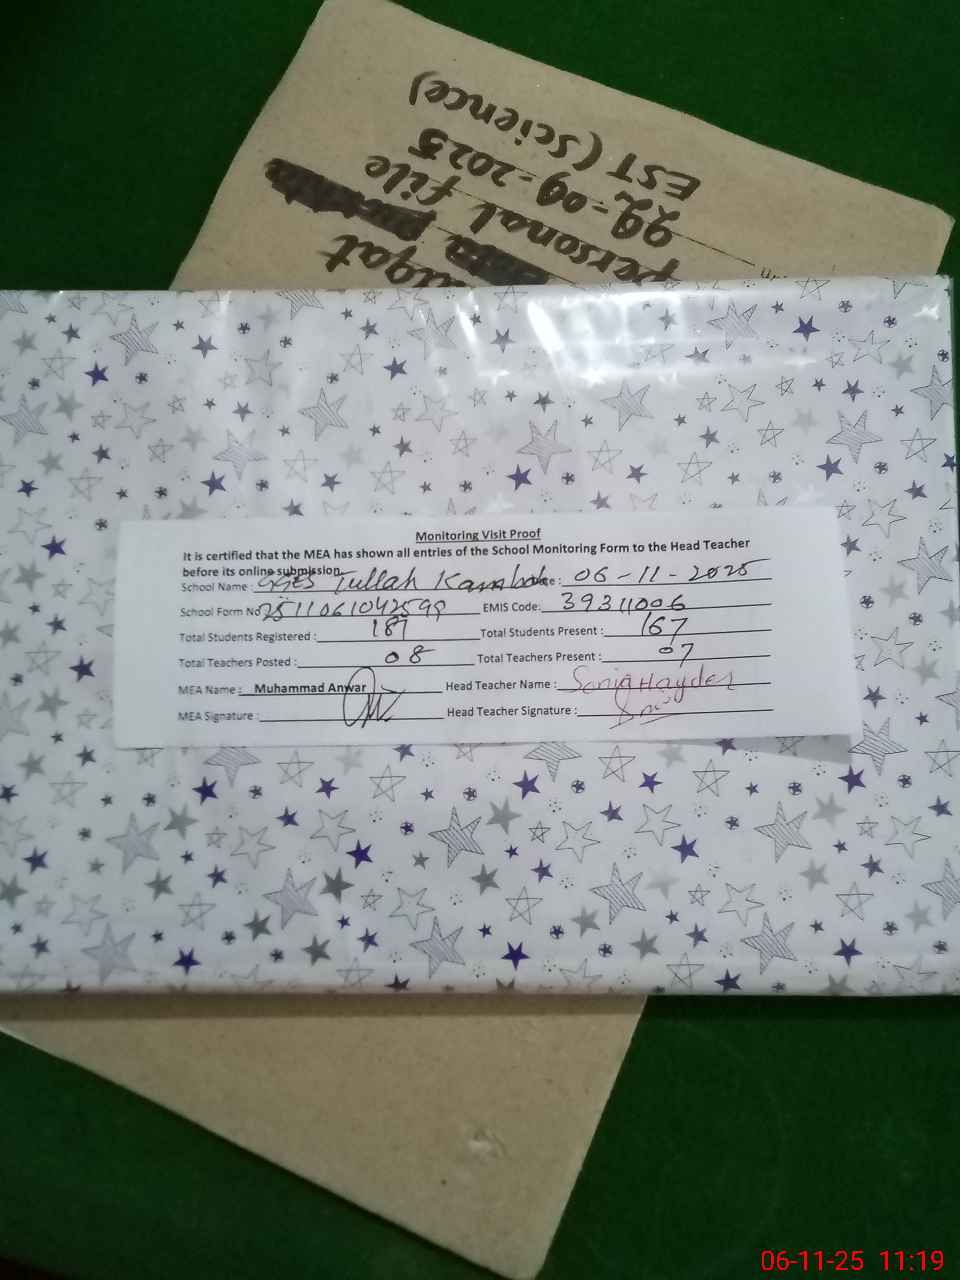 EST (Science)
22-09-2025
personal file
Monitoring Visit Proof
It is certified that the MEA has shown all entries of the School Monitoring Form to the Head Teacher
before its online submission.
School Name : Tullah Date : 06-11-2025
School Form No EMIS Code: 39311006
Total Students Registered : 187 Total Students Present : 167
Total Teachers Posted : 08 Total Teachers Present : 07
MEA Name : Muhammad Anwar Head Teacher Name : Sonia Hayder
MEA Signature : Head Teacher Signature :
06-11-25 11:19